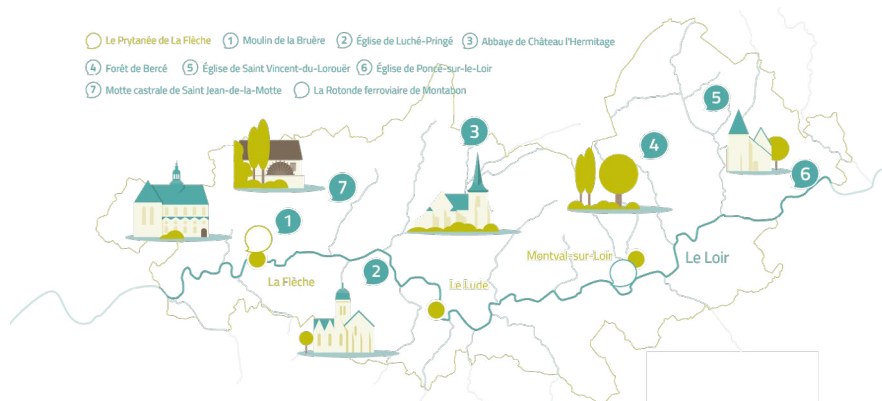 Le Prytanée de La Flèche 1 Moulin de la Bruère 2 Église de Luché-Pringé 3 Abbaye de Château l'Hermitage
4 Forêt de Bercé 5 Église de Saint Vincent-du-Lorouër 6 Église de Poncé-sur-le-Loir
7 Motte castrale de Saint Jean-de-la-Motte La Rotonde ferroviaire de Montabon
5
3
4
6
7
1
Montval-sur-Loir
Le Loir
2
La Flèche
Le Lude